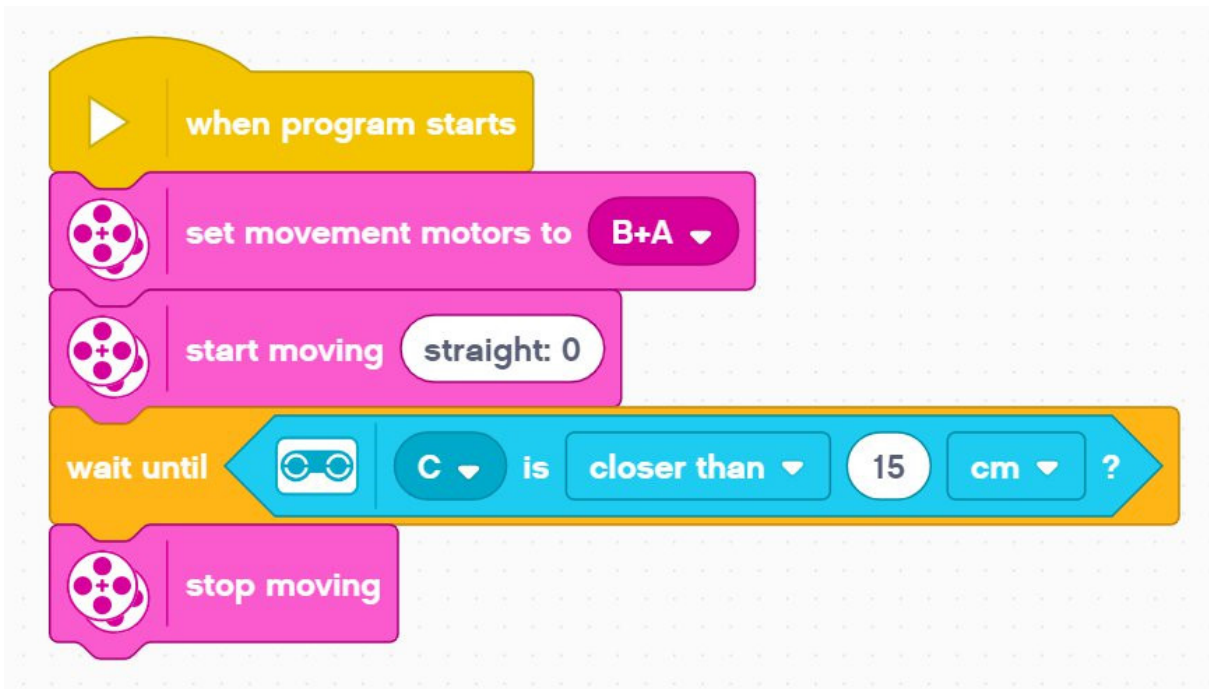 when program starts
set movement motors to B+A
start moving straight: 0
wait until C is closer than 15 cm ?
stop moving